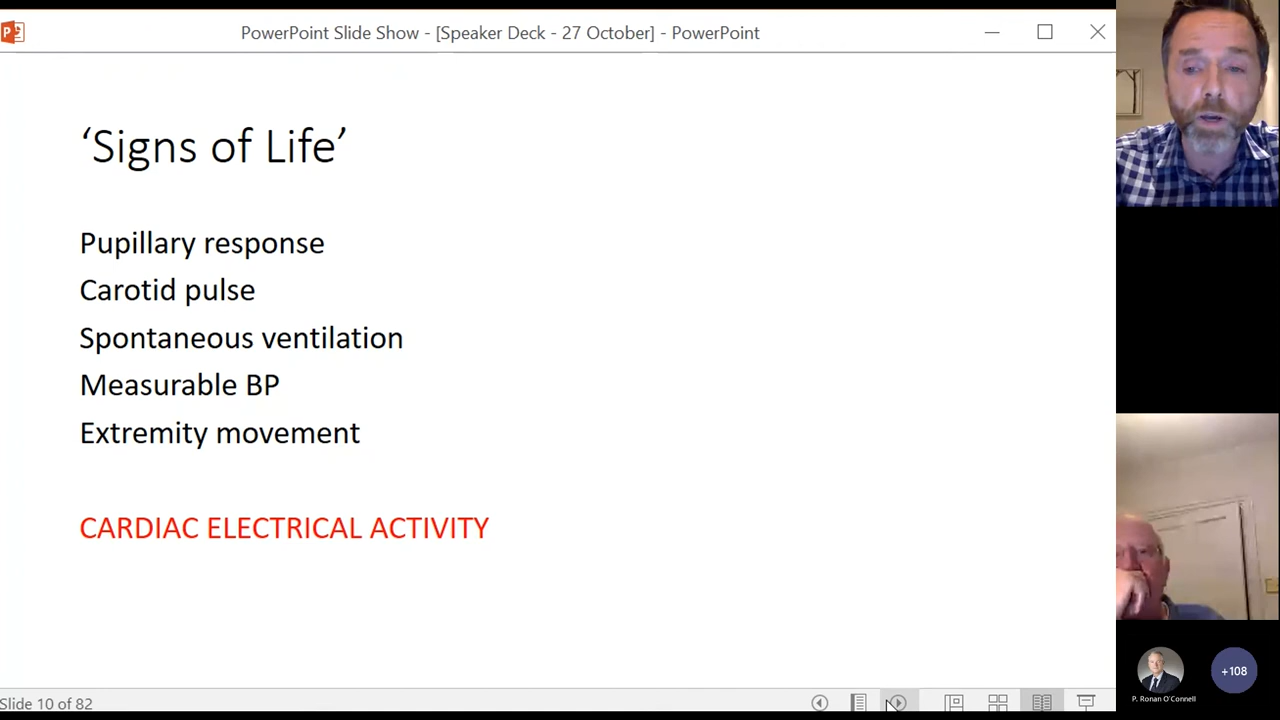 PowerPoint Slide Show - [Speaker Deck - 27 October] - PowerPoint
‘Signs of Life’
Pupillary response
Carotid pulse
Spontaneous ventilation
Measurable BP
Extremity movement
CARDIAC ELECTRICAL ACTIVITY
P. Ronan O'Connell
+108
Slide 10 of 82